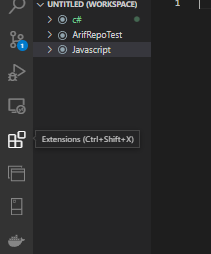 UNTITLED (WORKSPACE)
1
c#
ArifRepoTest
1
Javascript
Extensions (Ctrl+Shift+X)